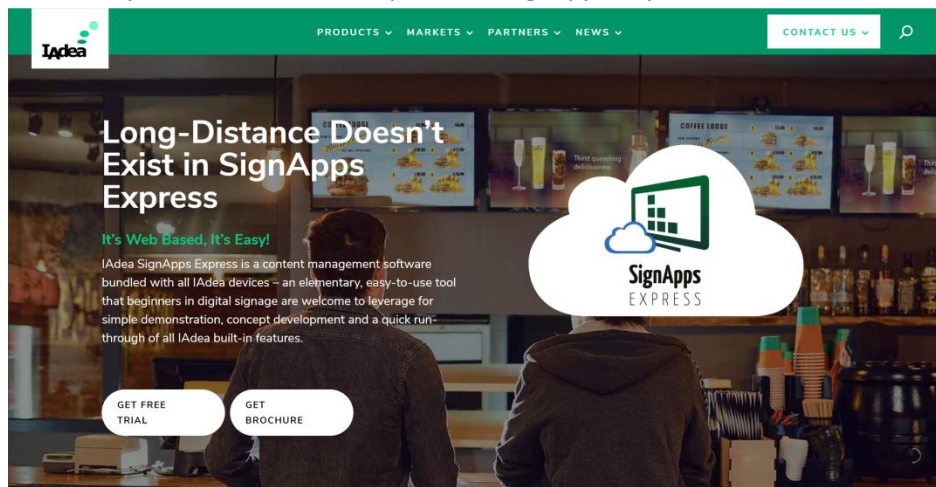 IAdea
PRODUCTS MARKETS PARTNERS NEWS
CONTACT US
Long-Distance Doesn't
Exist in SignApps
Express
It's Web Based, It's Easy!
IAdea SignApps Express is a content management software
bundled with all IAdea devices – an elementary, easy-to-use tool
that beginners in digital signage are welcome to leverage for
simple demonstration, concept development and a quick run-
through of all IAdea built-in features.
GET FREE
TRIAL
GET
BROCHURE
SignApps
EXPRESS
COFFEE LODGE
Thirst quenching
deliciousness